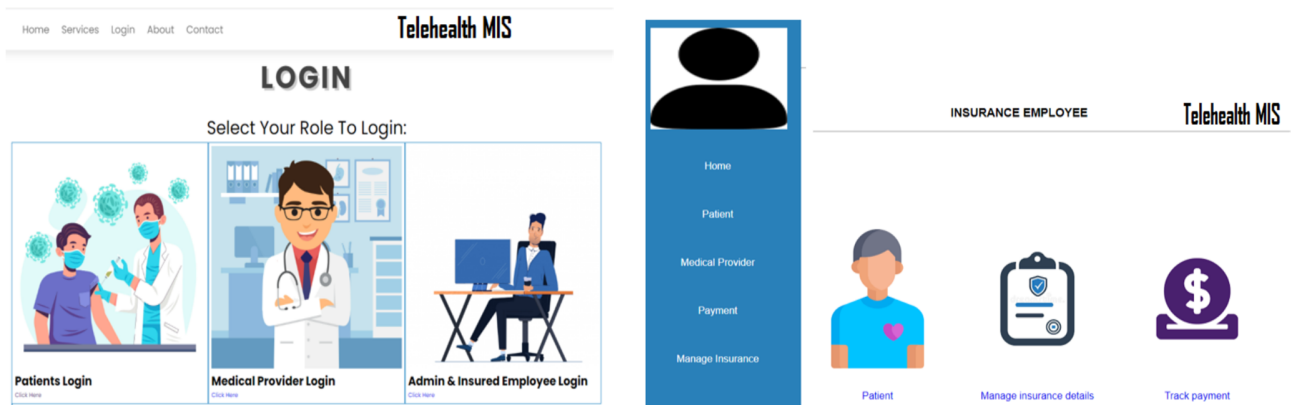 Home Services Login About Contact
Telehealth MIS
LOGIN
Select Your Role To Login:
Patients Login
Click Here
Medical Provider Login
Click Here
Admin & Insured Employee Login
Click Here
Home
Patient
Medical Provider
Payment
Manage Insurance
INSURANCE EMPLOYEE
Telehealth MIS
Patient
Manage insurance details
Track payment